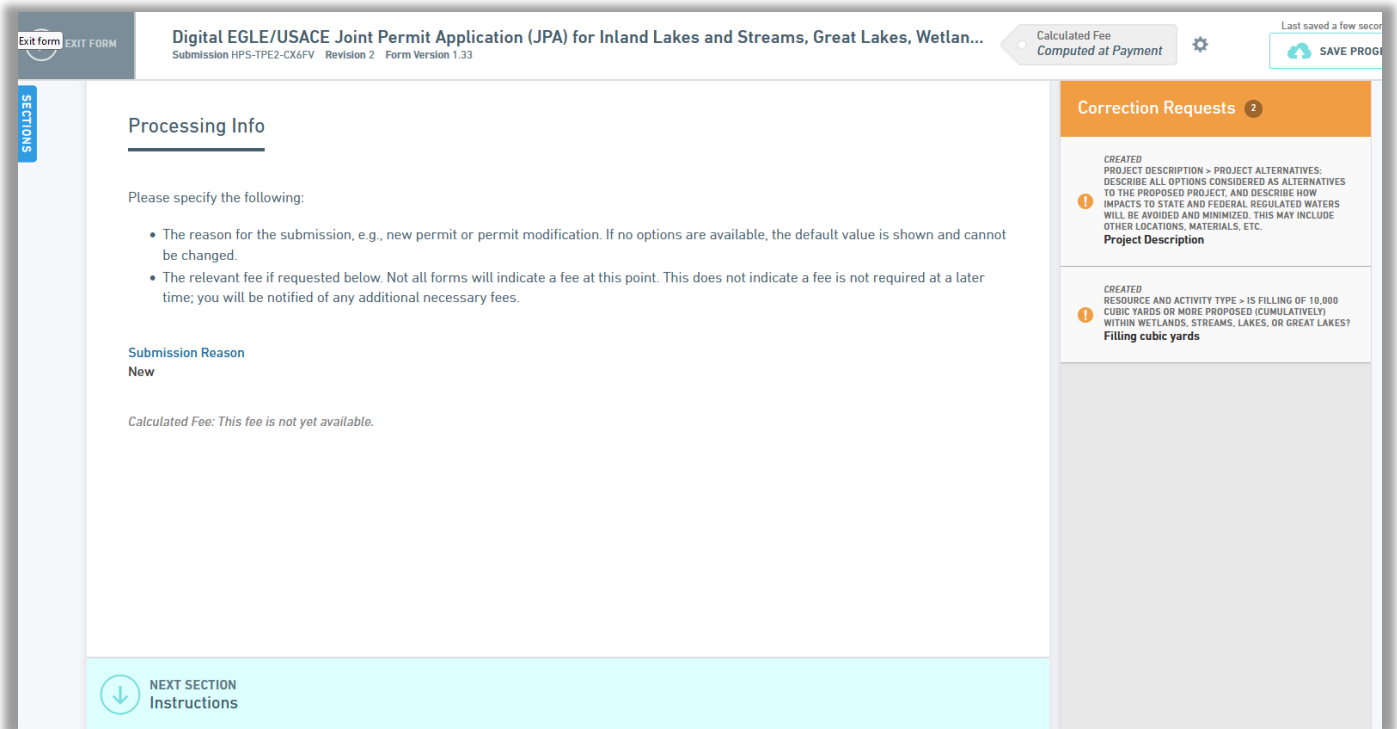 Exit form
EXIT FORM
Digital EGLE/USACE Joint Permit Application (JPA) for Inland Lakes and Streams, Great Lakes, Wetlan...
Submission HPS-TPE2-CX6FV Revision 2 Form Version 1.33
Calculated Fee
Computed at Payment
Last saved a few secon
SAVE PROG
SECTIONS
Processing Info
Please specify the following:
• The reason for the submission, e.g., new permit or permit modification. If no options are available, the default value is shown and cannot
be changed.
• The relevant fee if requested below. Not all forms will indicate a fee at this point. This does not indicate a fee is not required at a later
time; you will be notified of any additional necessary fees.
Submission Reason
New
Calculated Fee: This fee is not yet available.
NEXT SECTION
Instructions
Correction Requests 2
CREATED
PROJECT DESCRIPTION > PROJECT ALTERNATIVES:
DESCRIBE ALL OPTIONS CONSIDERED AS ALTERNATIVES
TO THE PROPOSED PROJECT, AND DESCRIBE HOW
IMPACTS TO STATE AND FEDERAL REGULATED WATERS
WILL BE AVOIDED AND MINIMIZED. THIS MAY INCLUDE
OTHER LOCATIONS, MATERIALS, ETC.
Project Description
CREATED
RESOURCE AND ACTIVITY TYPE > IS FILLING OF 10,000
CUBIC YARDS OR MORE PROPOSED (CUMULATIVELY)
WITHIN WETLANDS, STREAMS, LAKES, OR GREAT LAKES?
Filling cubic yards